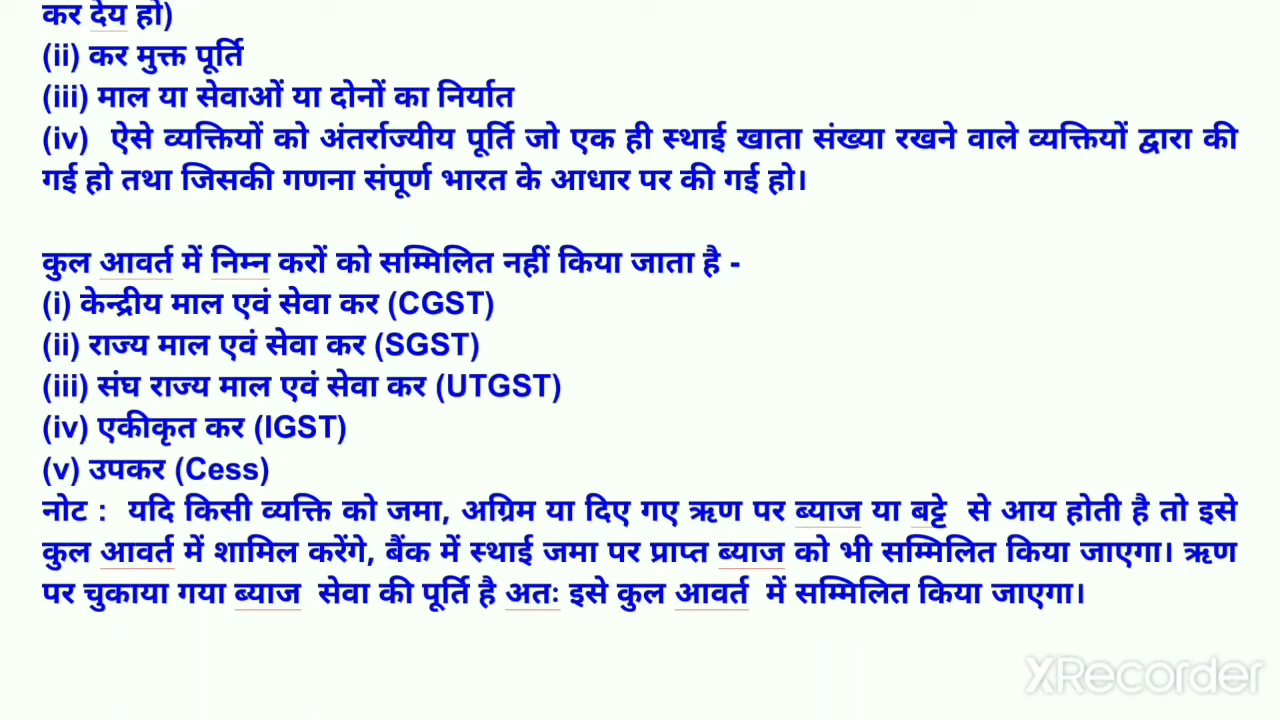 कर देय हो)
(ii) कर मुक्त पूर्ति
(iii) माल या सेवाओं या दोनों का निर्यात
(iv) ऐसे व्यक्तियों को अंतर्राज्यीय पूर्ति जो एक ही स्थाई खाता संख्या रखने वाले व्यक्तियों द्वारा की
गई हो तथा जिसकी गणना संपूर्ण भारत के आधार पर की गई हो।
कुल आवर्त में निम्न करों को सम्मिलित नहीं किया जाता है -
(i) केन्द्रीय माल एवं सेवा कर (CGST)
(ii) राज्य माल एवं सेवा कर (SGST)
(iii) संघ राज्य माल एवं सेवा कर (UTGST)
(iv) एकीकृत कर (IGST)
(v) उपकर (Cess)
नोट : यदि किसी व्यक्ति को जमा, अग्रिम या दिए गए ऋण पर ब्याज या बट्टे से आय होती है तो इसे
कुल आवर्त में शामिल करेंगे, बैंक में स्थाई जमा पर प्राप्त ब्याज को भी सम्मिलित किया जाएगा। ऋण
पर चुकाया गया ब्याज सेवा की पूर्ति है अतः इसे कुल आवर्त में सम्मिलित किया जाएगा।
XRecorder